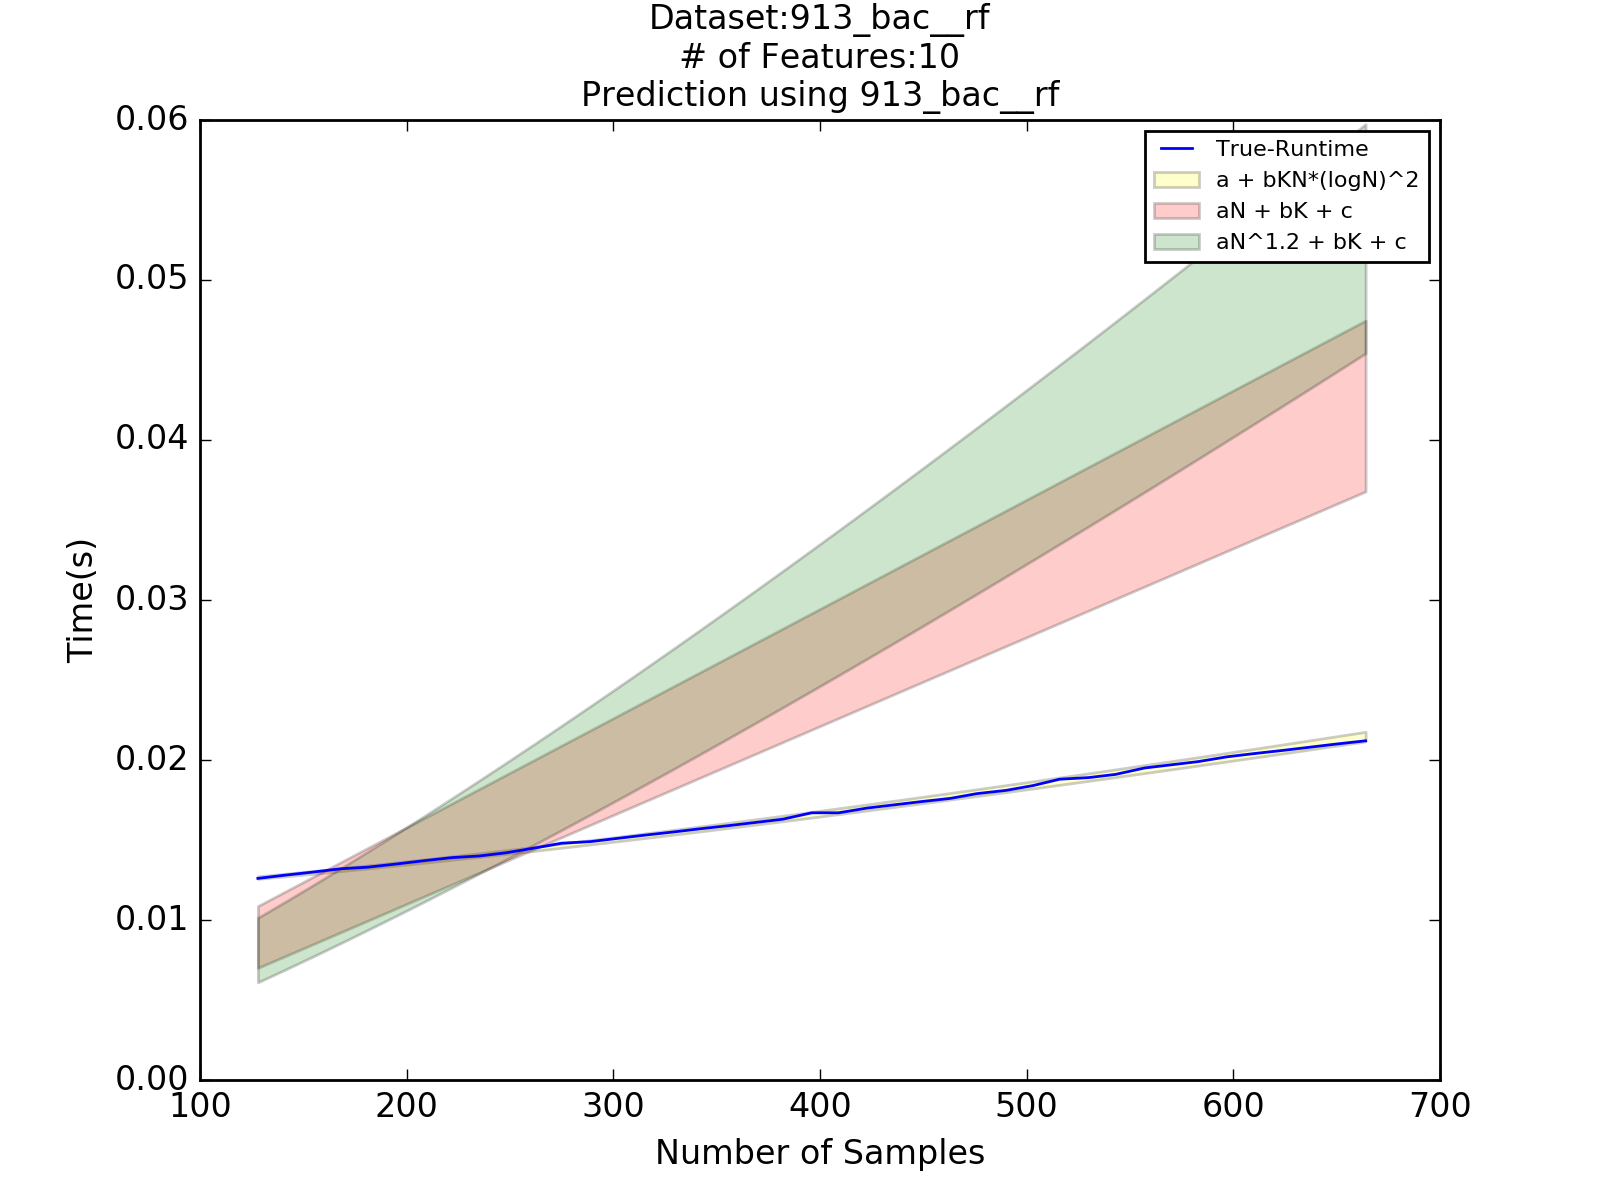 Dataset:913_bac__rf
# of Features:10
Prediction using 913_bac__rf
0.06
0.05
0.04
0.03
0.02
0.01
0.00
Time(s)
True-Runtime
a + bKN*(logN)^2
aN + bK + c
aN^1.2 + bK + c
100 200 300 400 500 600 700
Number of Samples